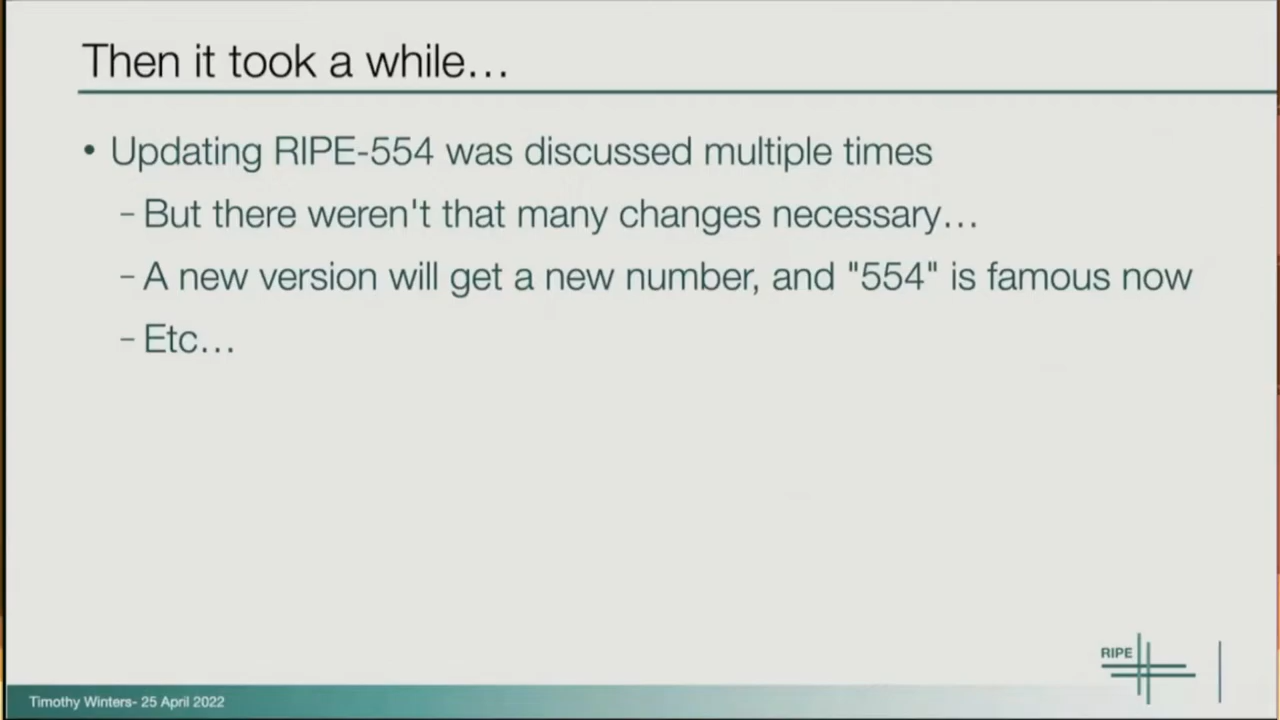 Then it took a while…
• Updating RIPE-554 was discussed multiple times
– But there weren't that many changes necessary…
– A new version will get a new number, and "554" is famous now
– Etc…
RIPE
Timothy Winters- 25 April 2022